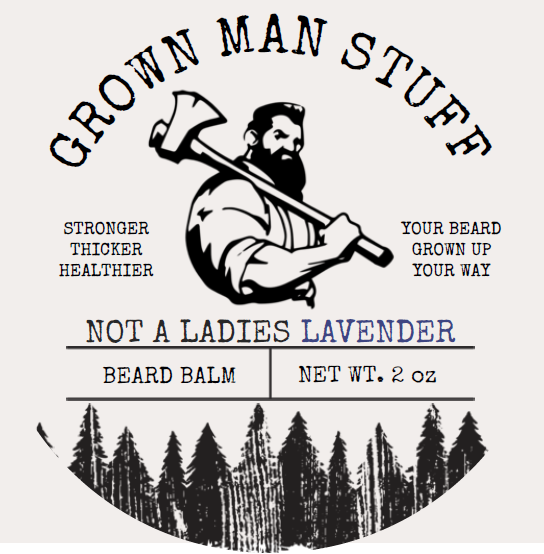 GROWN MAN STUFF
STRONGER
THICKER
HEALTHIER
YOUR BEARD
GROWN UP
YOUR WAY
NOT A LADIES LAVENDER
BEARD BALM
NET WT. 2 oz